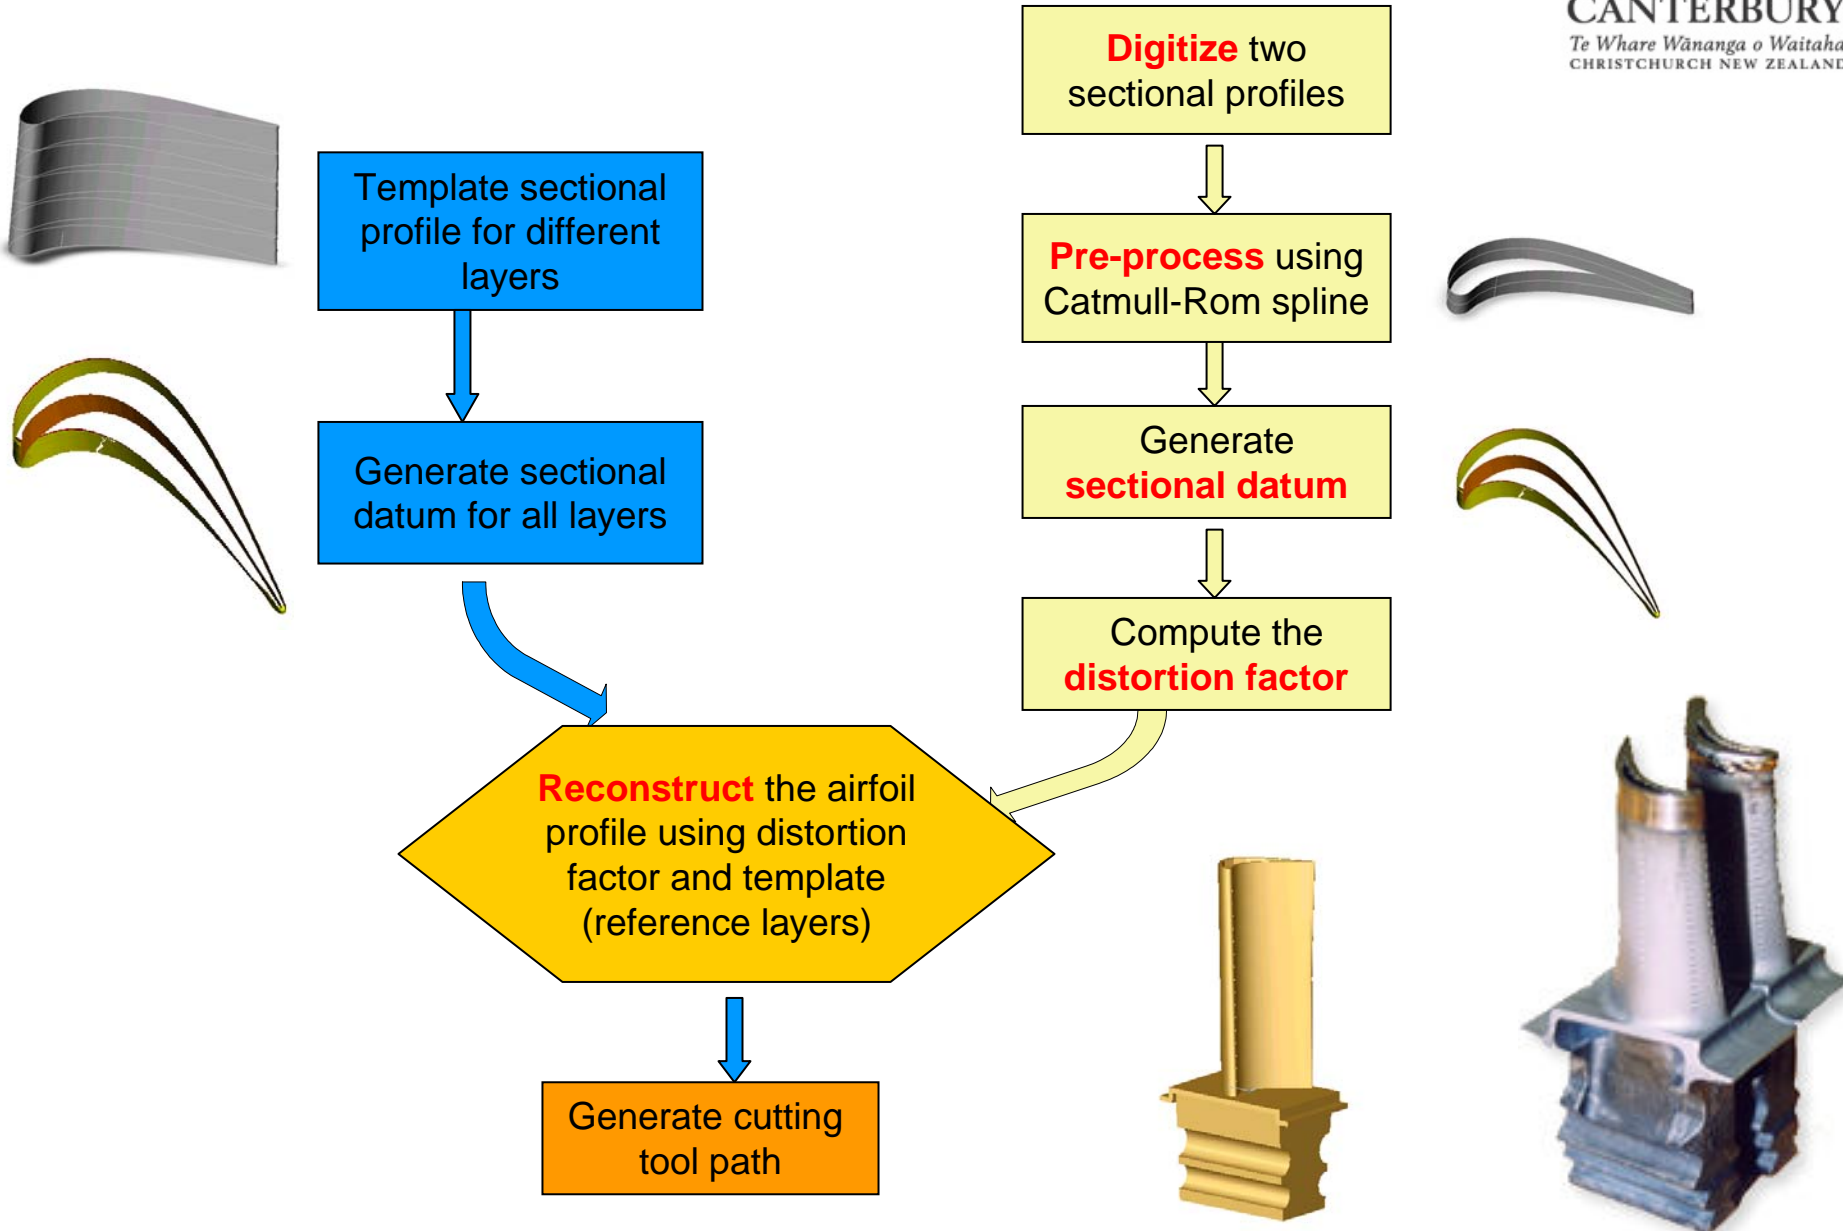 CANTERBURY
Te Whare Wānanga o Waitaha
CHRISTCHURCH NEW ZEALAND
Digitize two
sectional profiles
Template sectional
profile for different
layers
Pre-process using
Catmull-Rom spline
Generate sectional
datum for all layers
Generate
sectional datum
Compute the
distortion factor
Reconstruct the airfoil
profile using distortion
factor and template
(reference layers)
Generate cutting
tool path